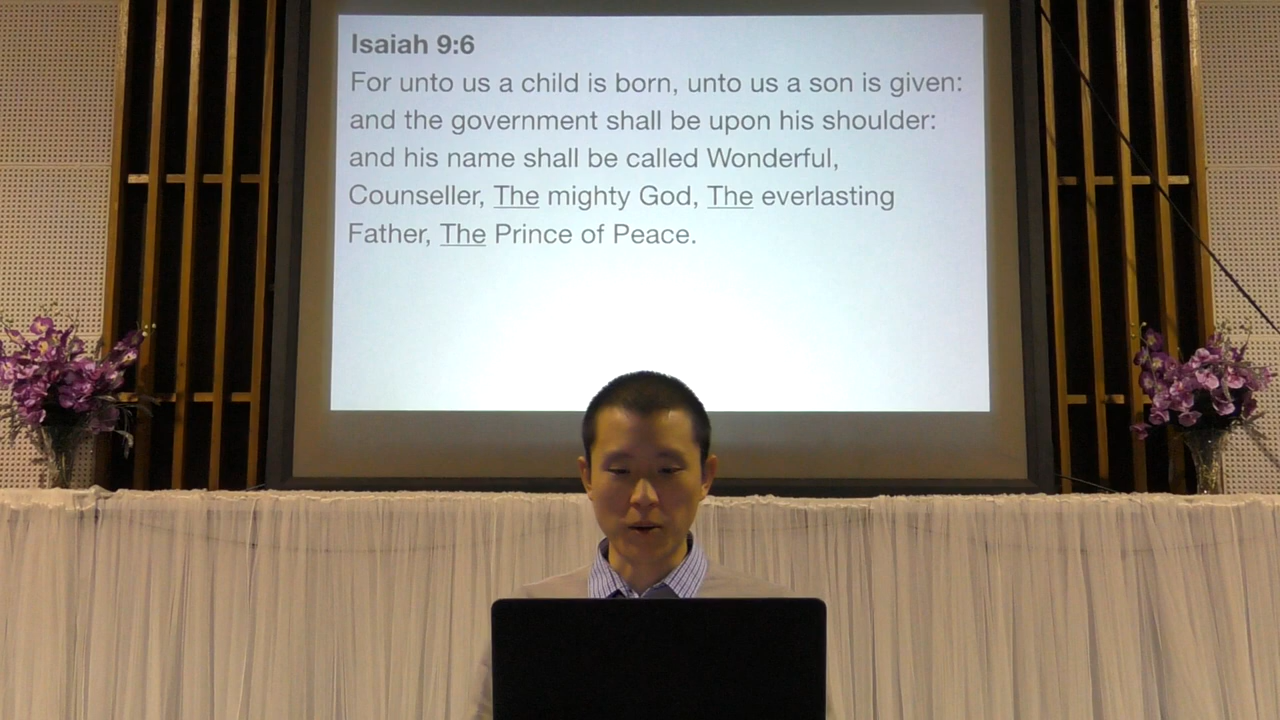 Isaiah 9:6
For unto us a child is born, unto us a son is given:
and the government shall be upon his shoulder:
and his name shall be called Wonderful,
Counseller, The mighty God, The everlasting
Father, The Prince of Peace.